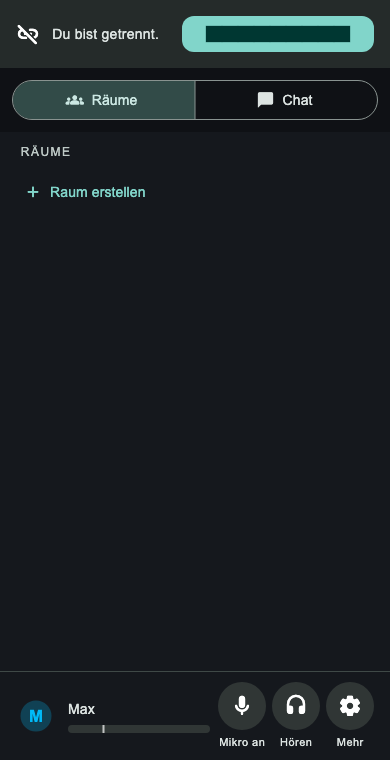 Du bist getrennt.
Räume
Chat
RÄUME
+ Raum erstellen
M
Max
Mikro an
Hören
Mehr